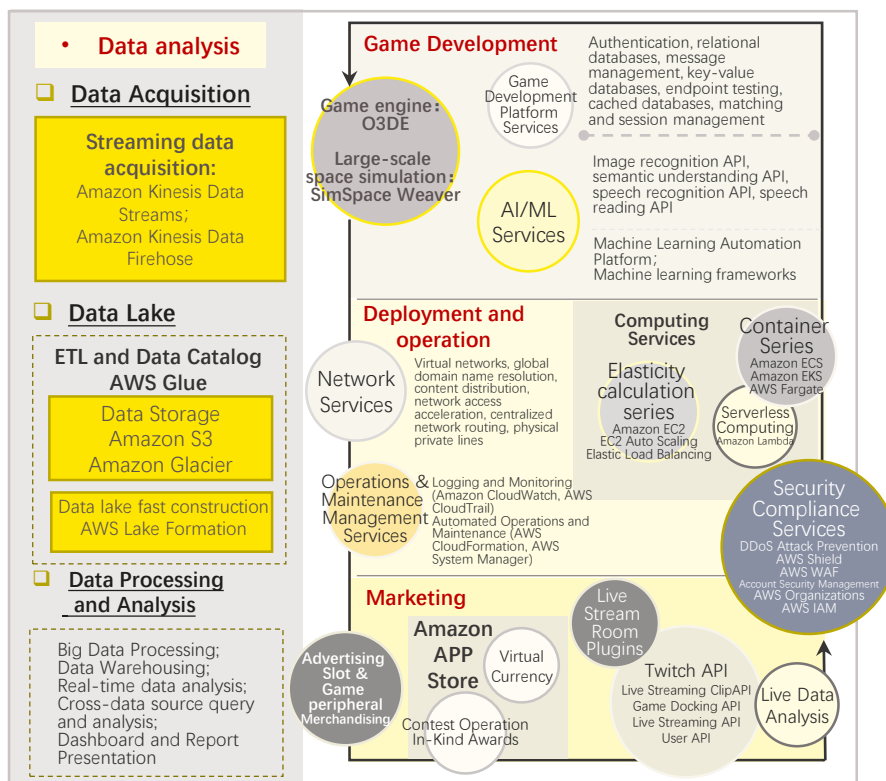 • Data analysis
❑ Data Acquisition
Streaming data
acquisition:
Amazon Kinesis Data
Streams;
Amazon Kinesis Data
Firehose
❑ Data Lake
ETL and Data Catalog
AWS Glue
Data Storage
Amazon S3
Amazon Glacier
Data lake fast construction
AWS Lake Formation
❑ Data Processing
and Analysis
Big Data Processing;
Data Warehousing;
Real-time data analysis;
Cross-data source query
and analysis;
Dashboard and Report
Presentation
Game Development
Game engine:
O3DE
Large-scale
space simulation:
SimSpace Weaver
Game
Development
Platform
Services
Authentication, relational
databases, message
management, key-value
databases, endpoint testing,
cached databases, matching
and session management
AI/ML
Services
Image recognition API,
semantic understanding API,
speech recognition API, speech
reading API
Machine Learning Automation
Platform;
Machine learning frameworks
Deployment and
operation
Network
Services
Virtual networks, global
domain name resolution,
content distribution,
network access
acceleration, centralized
network routing, physical
private lines
Computing
Services
Elasticity
calculation
series
Amazon EC2
EC2 Auto Scaling
Elastic Load Balancing
Container
Series
Amazon ECS
Amazon EKS
AWS Fargate
Serverless
Computing
Amazon Lambda
Operations &
Maintenance
Management
Services
Logging and Monitoring
(Amazon CloudWatch, AWS
CloudTrail)
Automated Operations and
Maintenance (AWS
CloudFormation, AWS
System Manager)
Security
Compliance
Services
DDoS Attack Prevention
AWS Shield
AWS WAF
Account Security Management
AWS Organizations
AWS IAM
Marketing
Advertising
Slot &
Game
peripheral
Merchandising
Amazon
APP
Store
Virtual
Currency
Contest Operation
In-Kind Awards
Live
Stream
Room
Plugins
Twitch API
Live Streaming ClipAPI
Game Docking API
Live Streaming API
User API
Live Data
Analysis